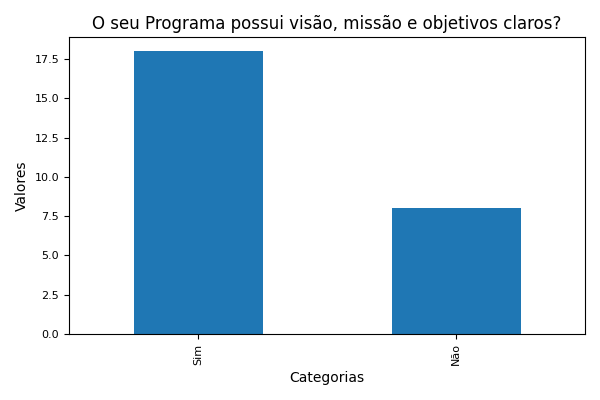 O seu Programa possui visão, missão e objetivos claros?
17.5
15.0
12.5
10.0
7.5
5.0
2.5
0.0
Valores
Sim
Não
Categorias